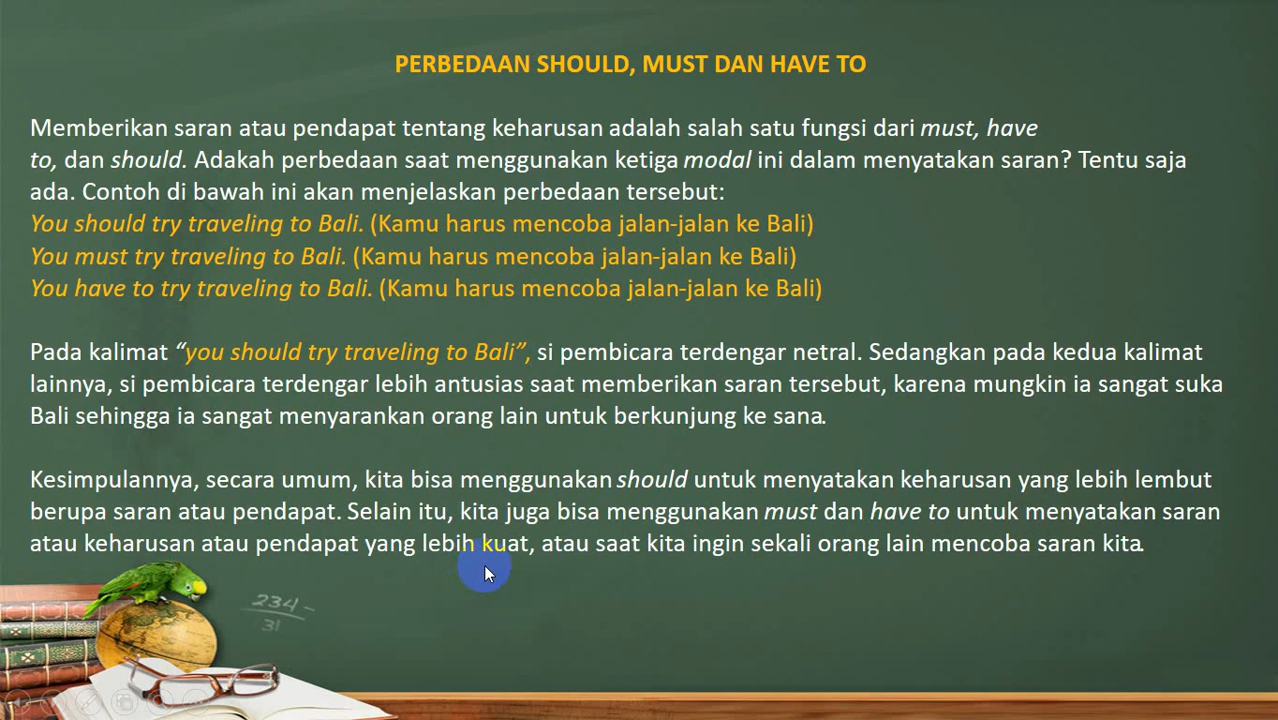 PERBEDAAN SHOULD, MUST DAN HAVE TO
Memberikan saran atau pendapat tentang keharusan adalah salah satu fungsi dari must, have
to, dan should. Adakah perbedaan saat menggunakan ketiga modal ini dalam menyatakan saran? Tentu saja
ada. Contoh di bawah ini akan menjelaskan perbedaan tersebut:
You should try traveling to Bali. (Kamu harus mencoba jalan-jalan ke Bali)
You must try traveling to Bali. (Kamu harus mencoba jalan-jalan ke Bali)
You have to try traveling to Bali. (Kamu harus mencoba jalan-jalan ke Bali)
Pada kalimat “you should try traveling to Bali”, si pembicara terdengar netral. Sedangkan pada kedua kalimat
lainnya, si pembicara terdengar lebih antusias saat memberikan saran tersebut, karena mungkin ia sangat suka
Bali sehingga ia sangat menyarankan orang lain untuk berkunjung ke sana.
Kesimpulannya, secara umum, kita bisa menggunakan should untuk menyatakan keharusan yang lebih lembut
berupa saran atau pendapat. Selain itu, kita juga bisa menggunakan must dan have to untuk menyatakan saran
atau keharusan atau pendapat yang lebih kuat, atau saat kita ingin sekali orang lain mencoba saran kita.
234 -
31